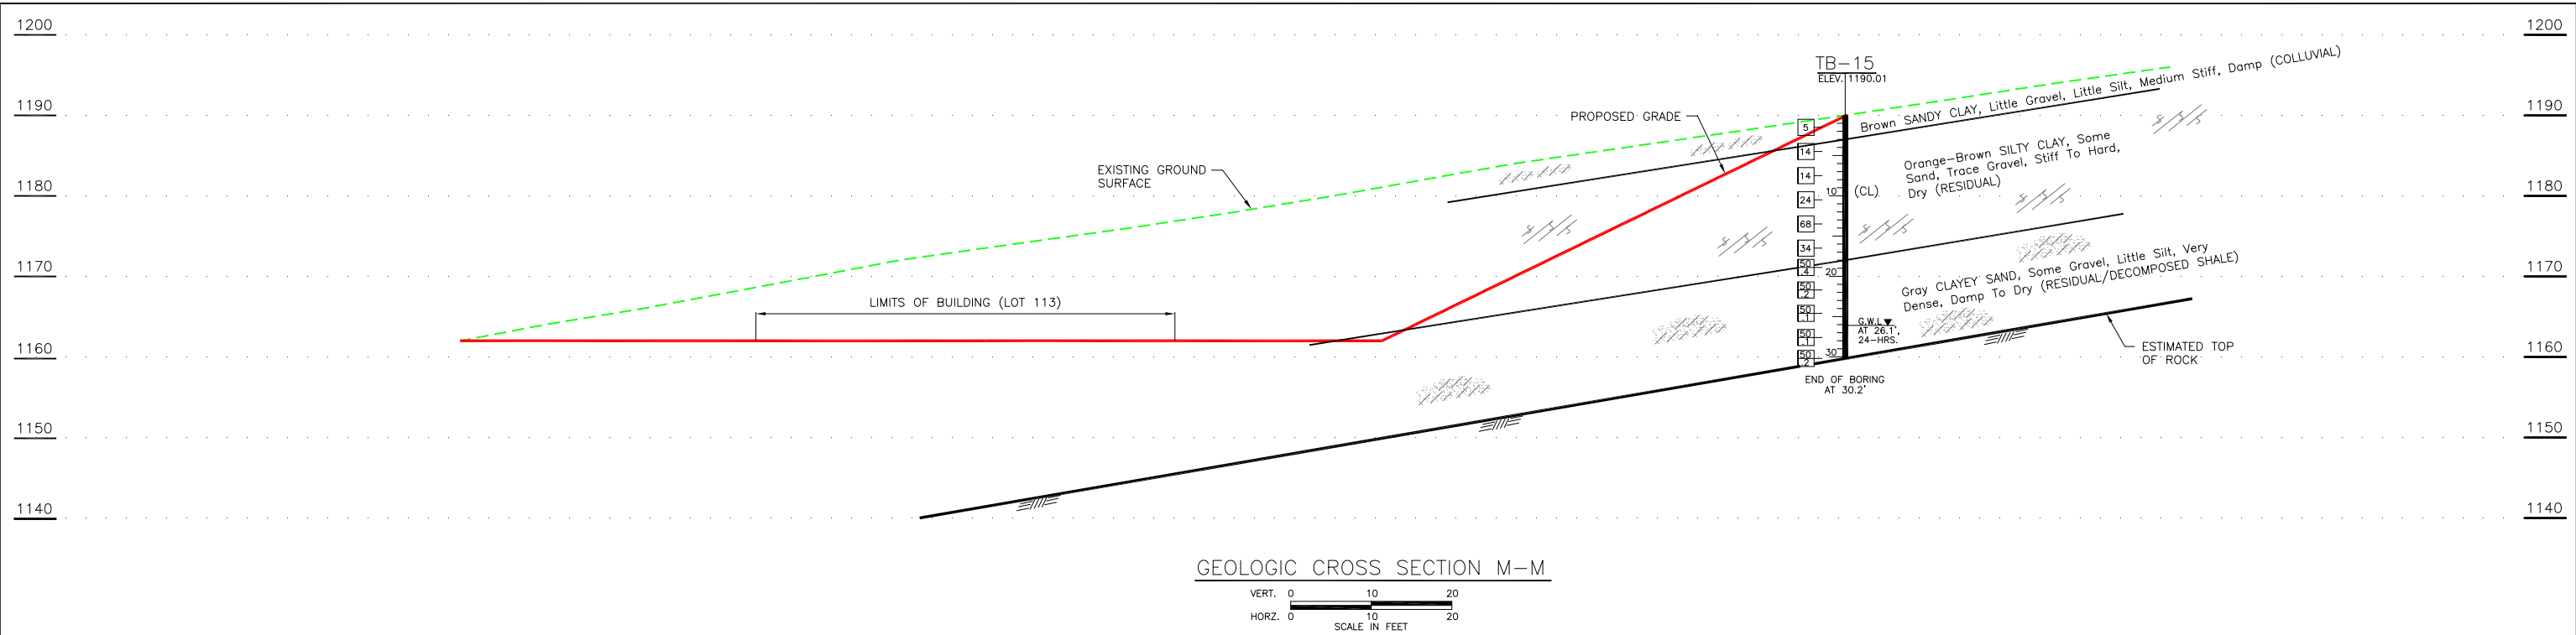 1200
1200
TB-15
ELEV. 1190.01
Brown SANDY CLAY, Little Gravel, Little Silt, Medium Stiff, Damp (COLLUVIAL)
1190
1190
PROPOSED GRADE
5
14
Orange-Brown SILTY CLAY, Some
Sand, Trace Gravel, Stiff To Hard,
Dry (RESIDUAL)
EXISTING GROUND
SURFACE
14
10
(CL)
1180
1180
24
68
34
50
.4
20
1170
1170
Gray CLAYEY SAND, Some Gravel, Little Silt, Very
Dense, Damp To Dry (RESIDUAL/DECOMPOSED SHALE)
50
.2
LIMITS OF BUILDING (LOT 113)
50
.1
G.W.L
AT 26.1',
24-HRS.
50
.1
50
.2
30
1160
1160
ESTIMATED TOP
OF ROCK
END OF BORING
AT 30.2'
1150
1150
1140
1140
GEOLOGIC CROSS SECTION M-M
VERT. 0 10 20
HORZ. 0 10 20
SCALE IN FEET